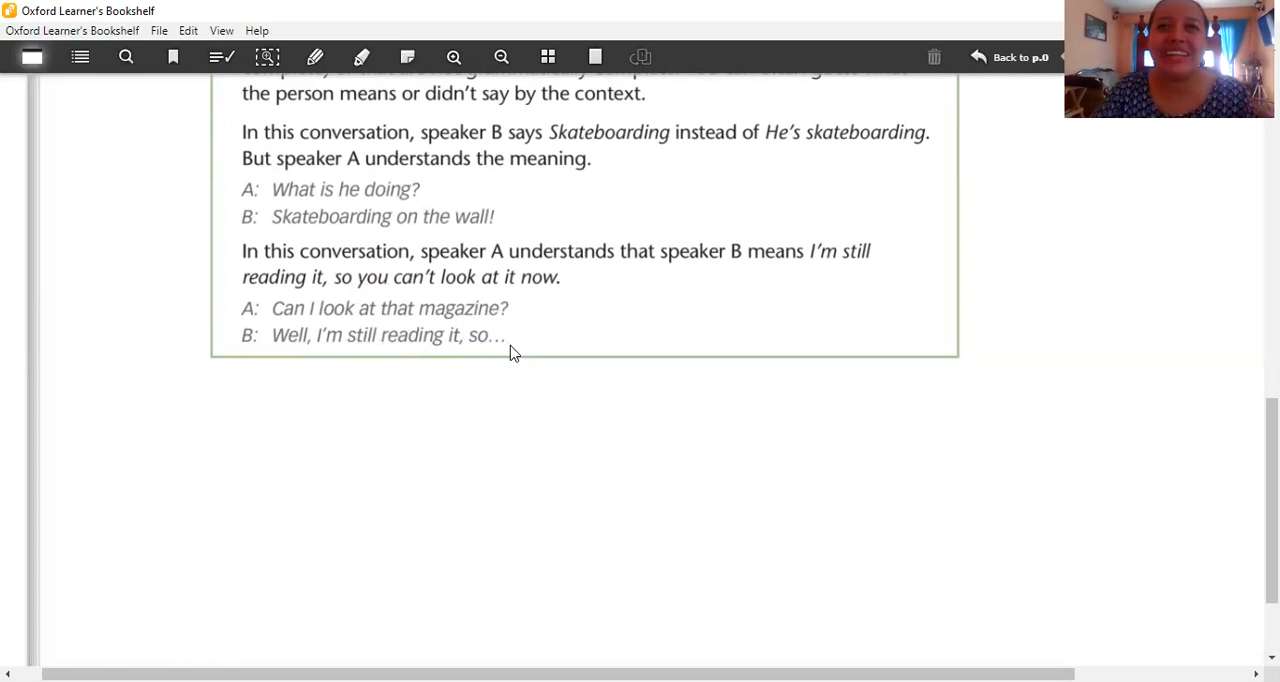 Oxford Learner's Bookshelf
Oxford Learner's Bookshelf File Edit View Help
Back to p.0
the person means or didn't say by the context.
In this conversation, speaker B says Skateboarding instead of He's skateboarding.
But speaker A understands the meaning.
A: What is he doing?
B: Skateboarding on the wall!
In this conversation, speaker A understands that speaker B means I'm still
reading it, so you can't look at it now.
A: Can I look at that magazine?
B: Well, I'm still reading it, so...